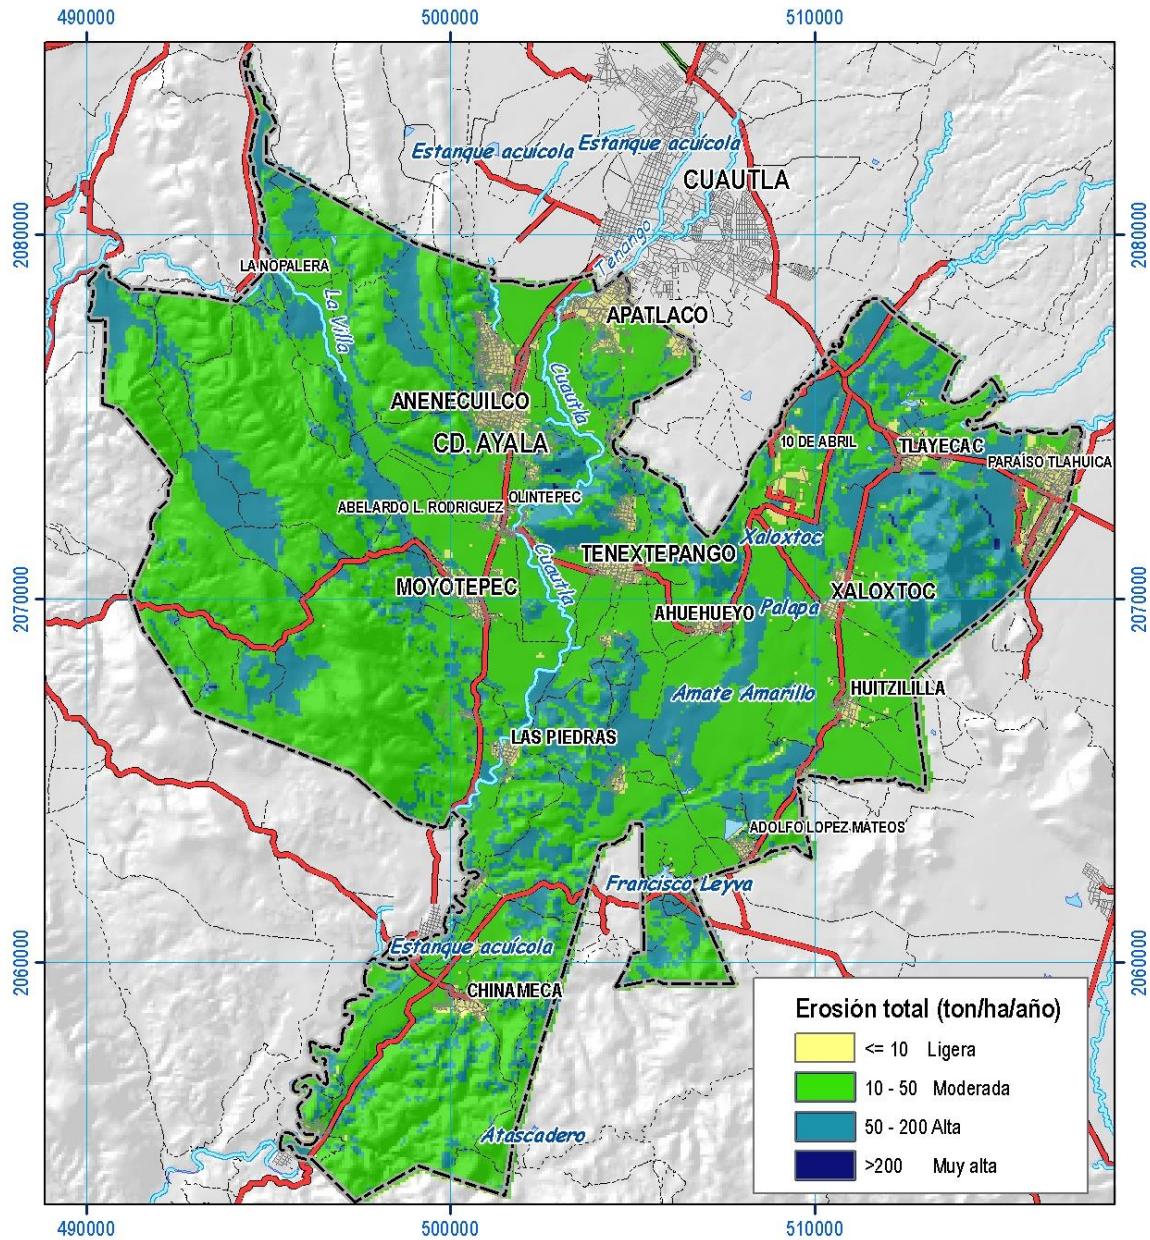 490000
500000
510000
Estanque acuícola
Estanque acuícola
CUAUTLA
2080000
2080000
Tenango
LA NOPALERA
La Villa
APATLACO
Cuautla
ANENECUILCO
CD. AYALA
10 DE ABRIL
TLAYECAC
PARAÍSO TLAHUICA
OLINTEPEC
ABELARDO L. RODRIGUEZ
Xaloxtoc
TENEXTEPANGO
Cuautla
MOYOTEPEC
XALOXTOC
2070000
2070000
AHUEHUEYO
Palapa
Amate Amarillo
HUITZILILLA
LAS PIEDRAS
ADOLFO LOPEZ MATEOS
Francisco Leyva
Estanque acuícola
2060000
2060000
CHINAMECA
Atascadero
Erosión total (ton/ha/año)
<= 10 Ligera
10 - 50 Moderada
50 - 200 Alta
>200 Muy alta
490000
500000
510000